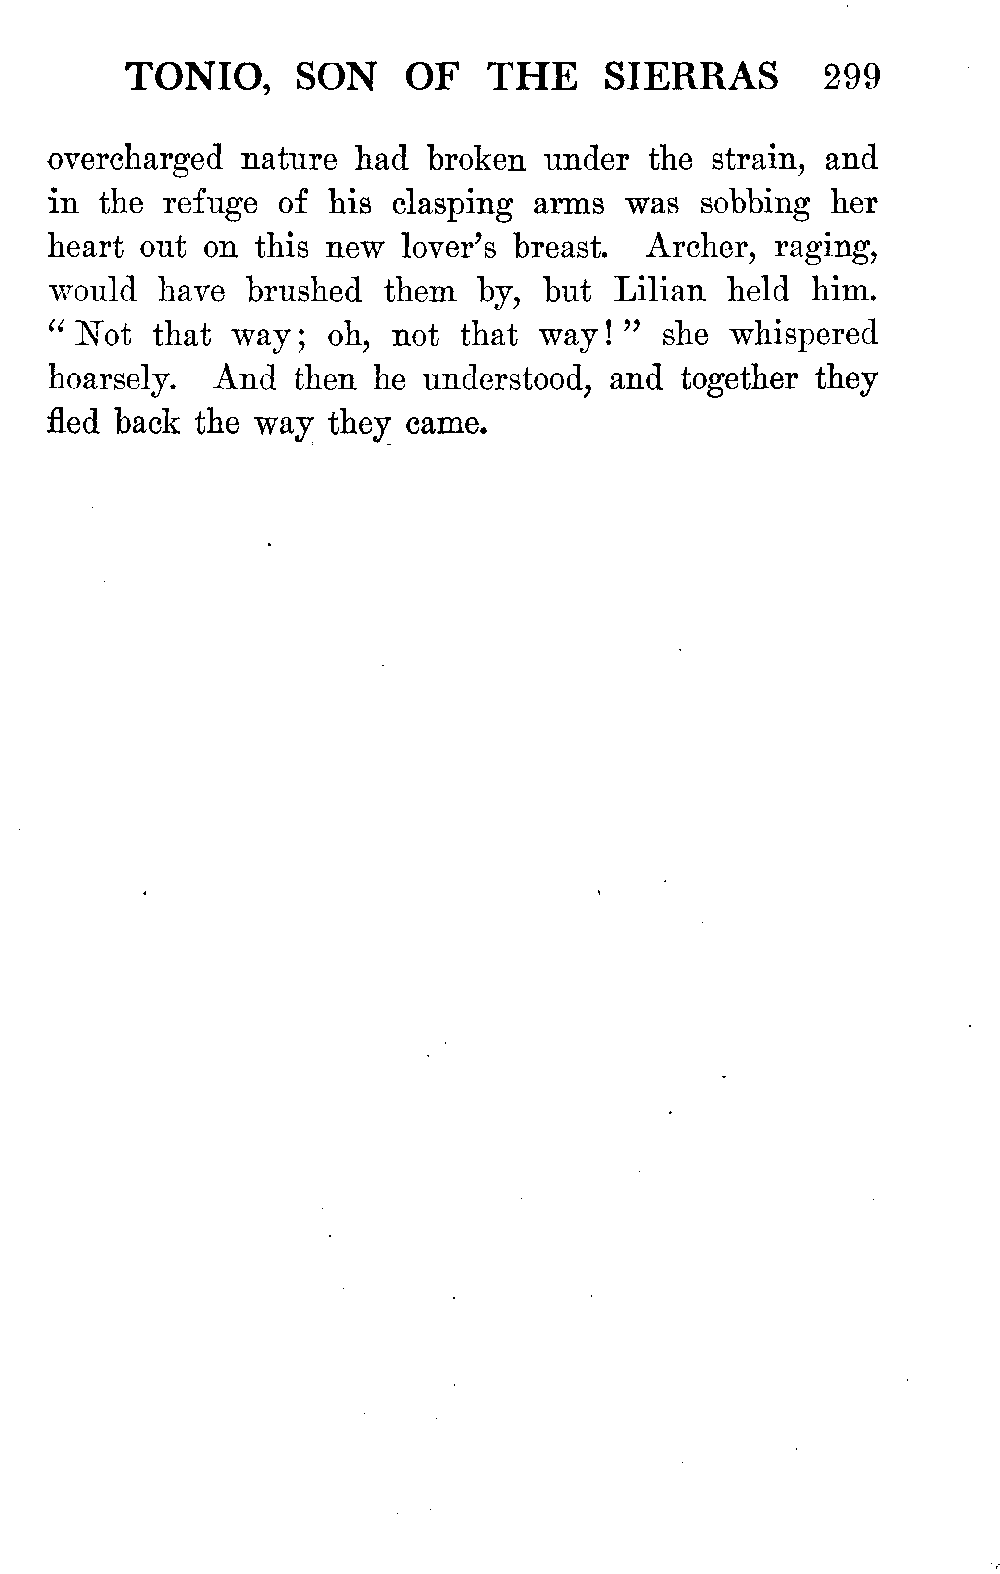 TONIO, SON OF THE SIERRAS 299
overcharged nature had broken under the strain, and
in the refuge of his clasping arms was sobbing her
heart out on this new lover's breast. Archer, raging,
would have brushed them by, but Lilian held him.
"Not that way; oh, not that way!" she whispered
hoarsely. And then he understood, and together they
fled back the way they came.